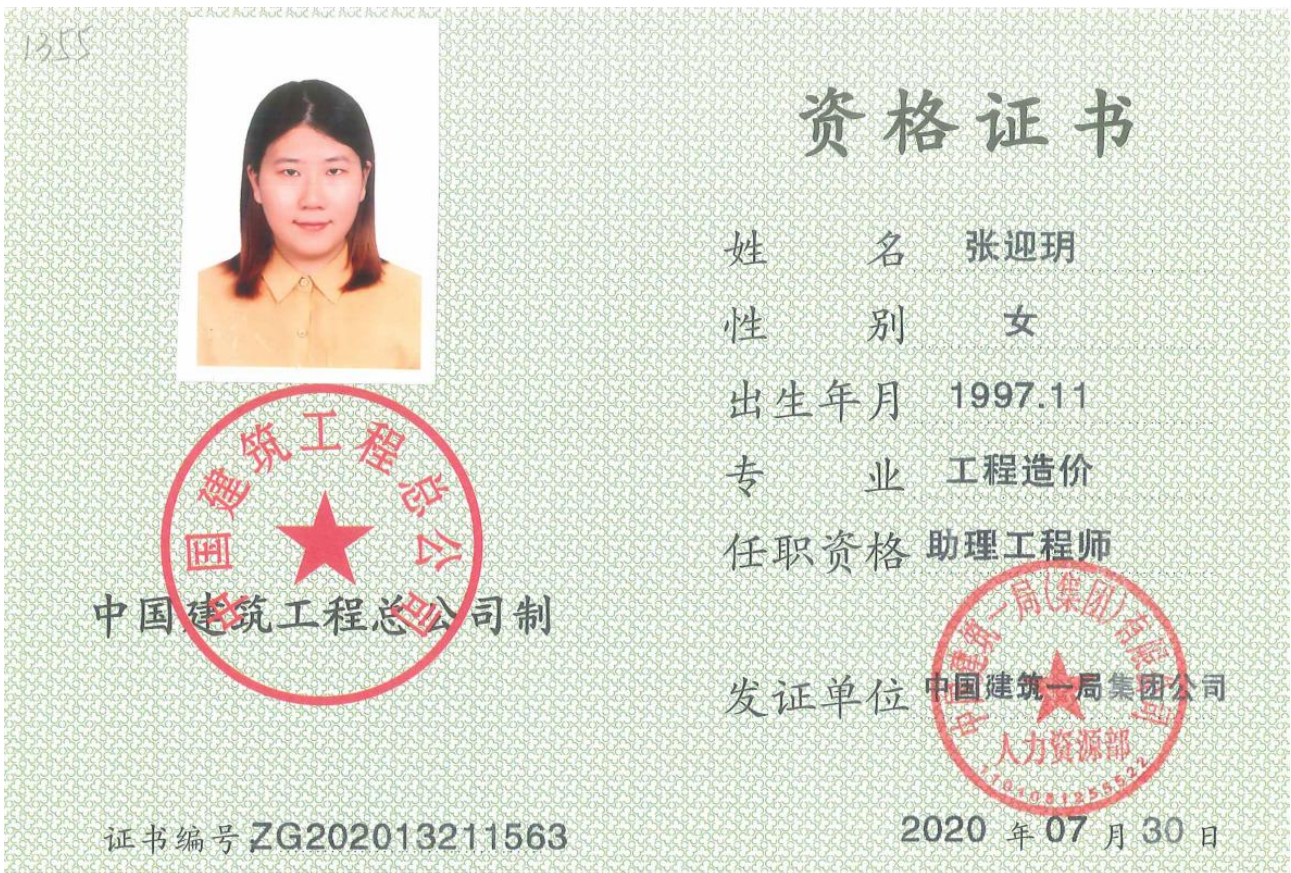 1355
资格证书
姓名 张迎玥
性别 女
出生年月 1997.11
专业 工程造价
任职资格 助理工程师
中国建筑工程总公司
中国建筑工程总公司制
中国建筑一局(集团)有限公司
发证单位 中国建筑一局集团公司
人力资源部
1101081255522
证书编号:ZG202013211563
2020 年 07 月 30 日